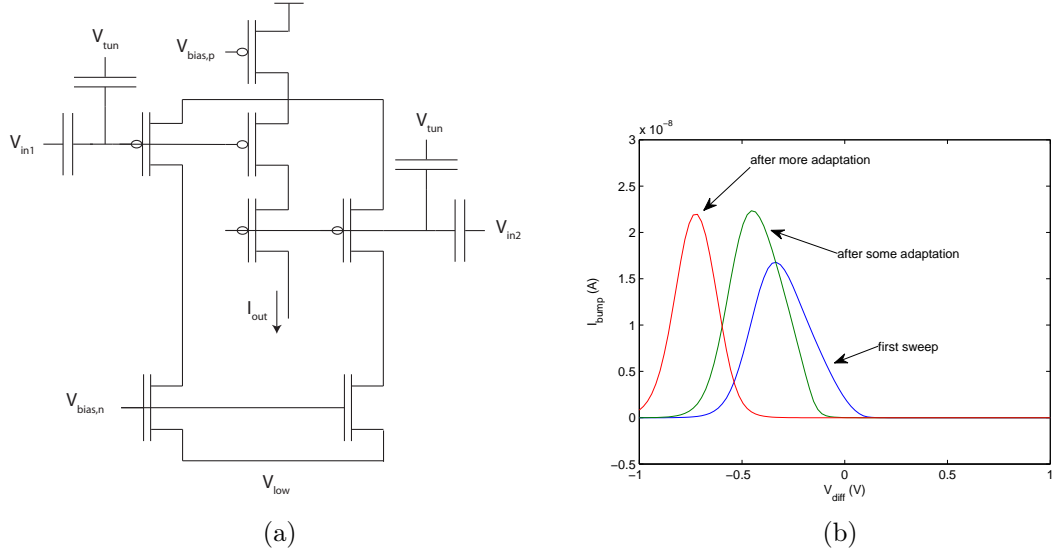 V_tun
V_bias,p
V_in1
V_tun
V_in2
I_out
V_bias,n
V_low
(a)
x 10^-8
3
2.5
2
1.5
1
0.5
0
−0.5
−1
−0.5
0
0.5
1
I_bump (A)
V_diff (V)
after more adaptation
after some adaptation
first sweep
(b)